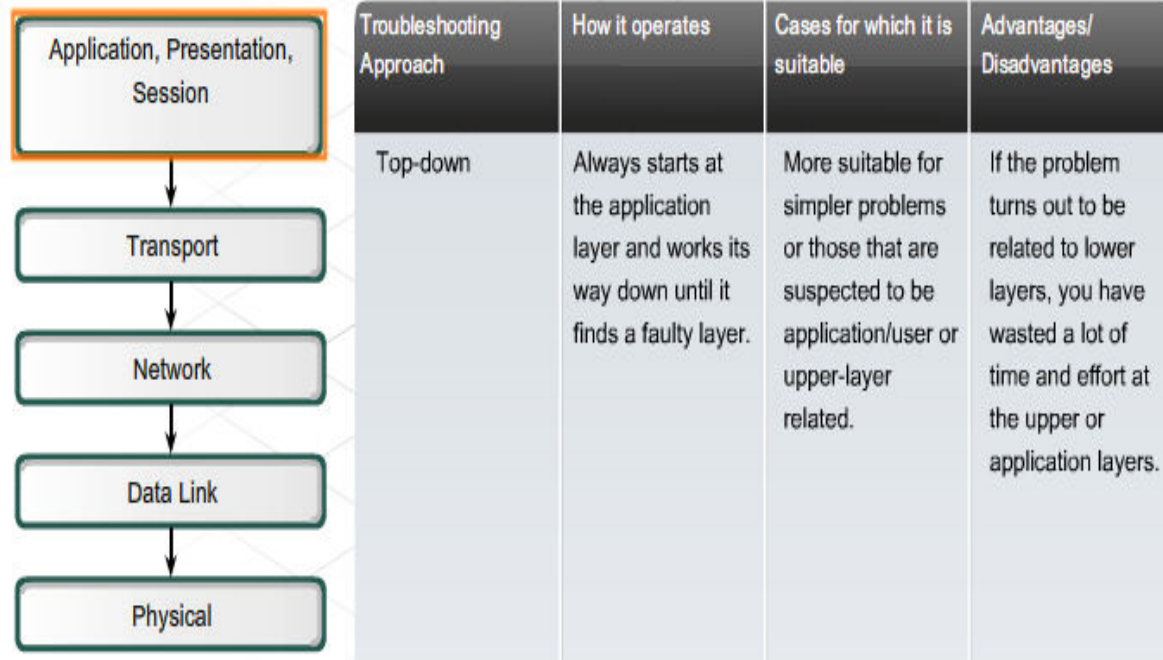 Application, Presentation,
Session
Transport
Network
Data Link
Physical
Troubleshooting
Approach
How it operates
Cases for which it is
suitable
Advantages/
Disadvantages
Top-down
Always starts at
the application
layer and works its
way down until it
finds a faulty layer.
More suitable for
simpler problems
or those that are
suspected to be
application/user or
upper-layer
related.
If the problem
turns out to be
related to lower
layers, you have
wasted a lot of
time and effort at
the upper or
application layers.